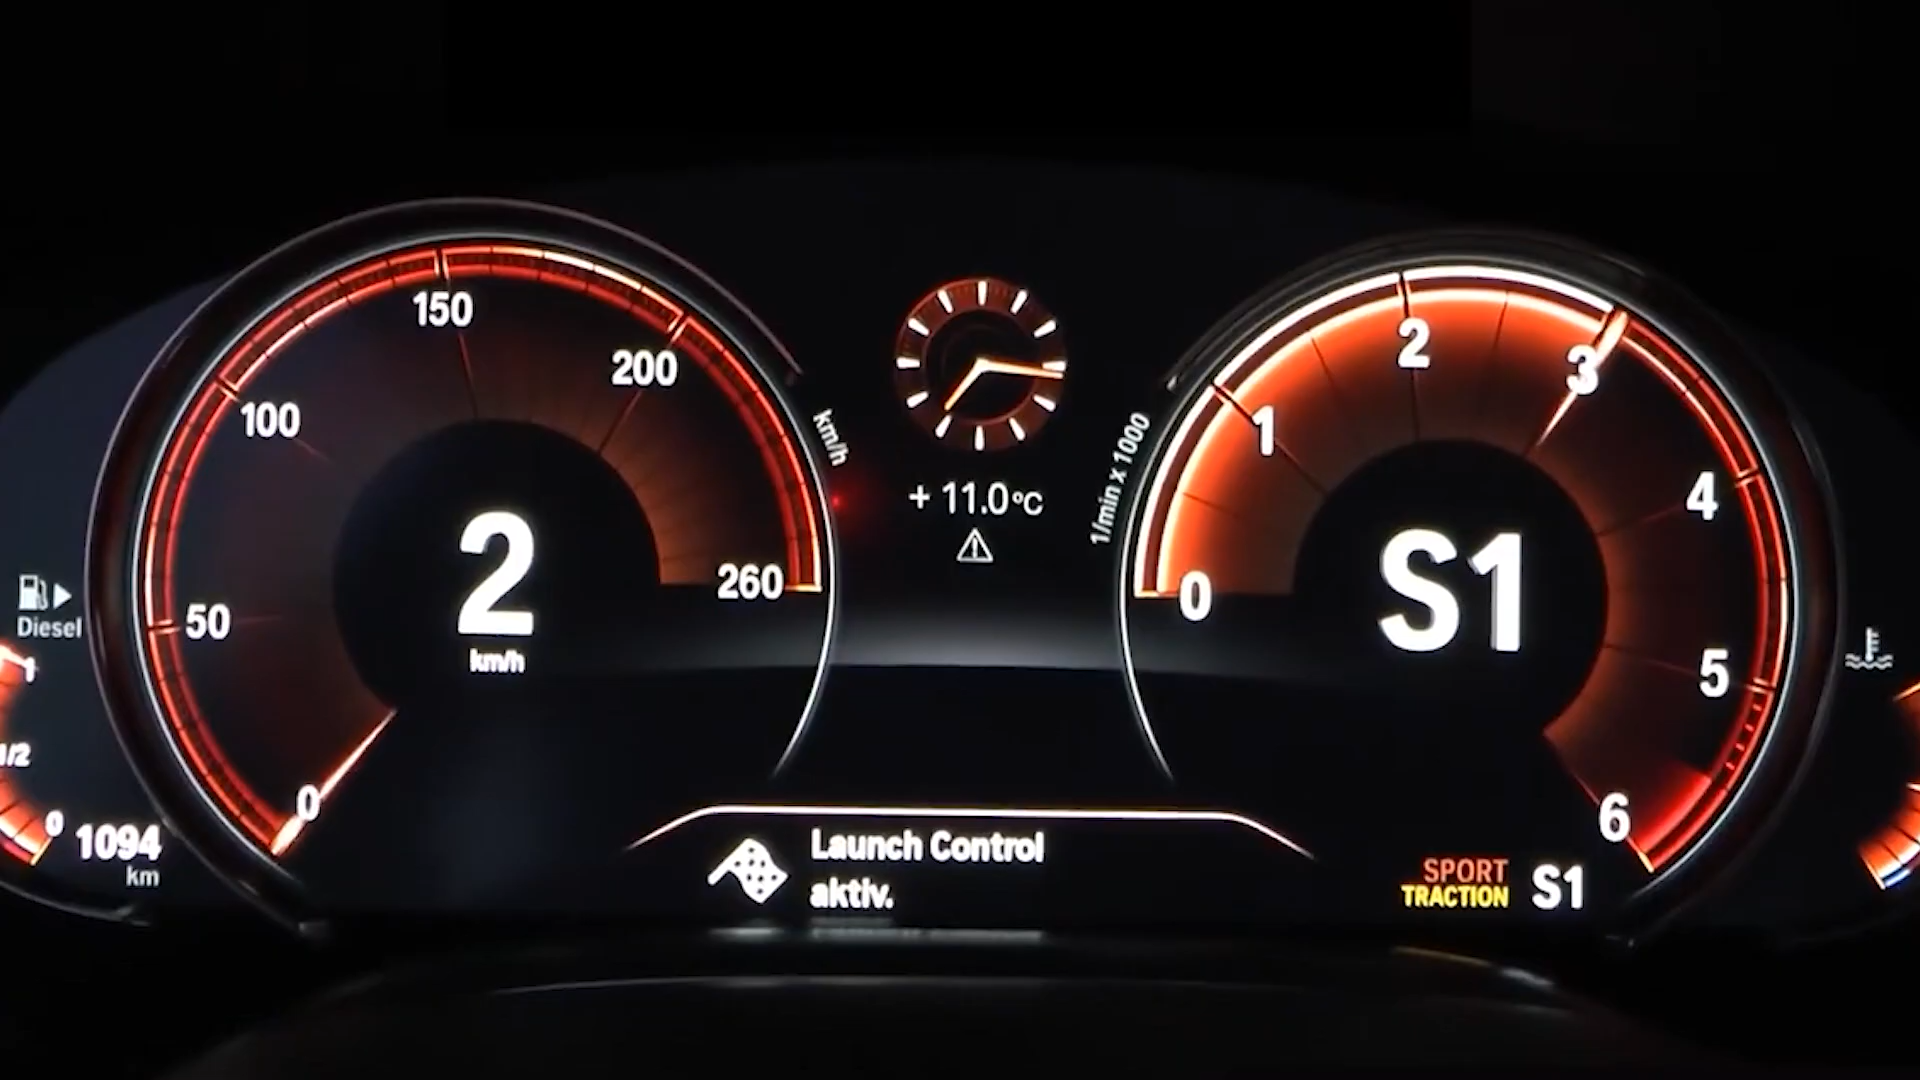 150
200
100
50
260
0
km/h
2
km/h
+ 11.0°C
1/min x 1000
0
1
2
3
4
5
6
S1
Diesel
1
1/2
0
1094
km
Launch Control
aktiv.
SPORT
TRACTION
S1